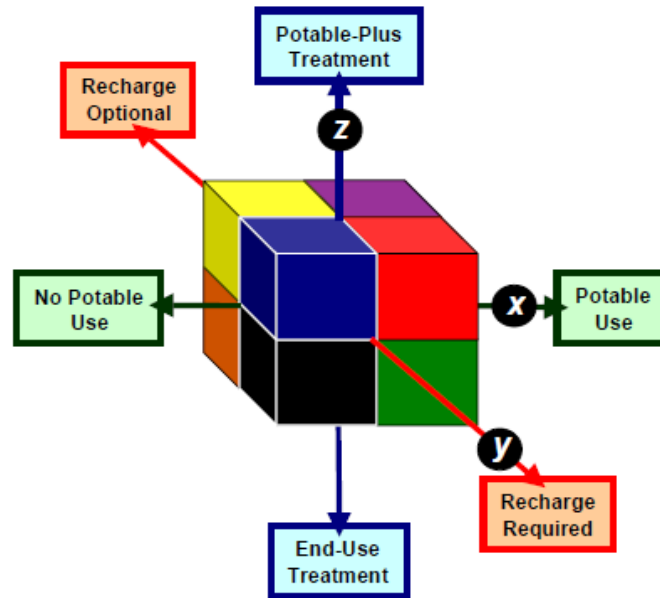 Potable-Plus
Treatment
Recharge
Optional
z
No Potable
Use
x
Potable
Use
y
Recharge
Required
End-Use
Treatment